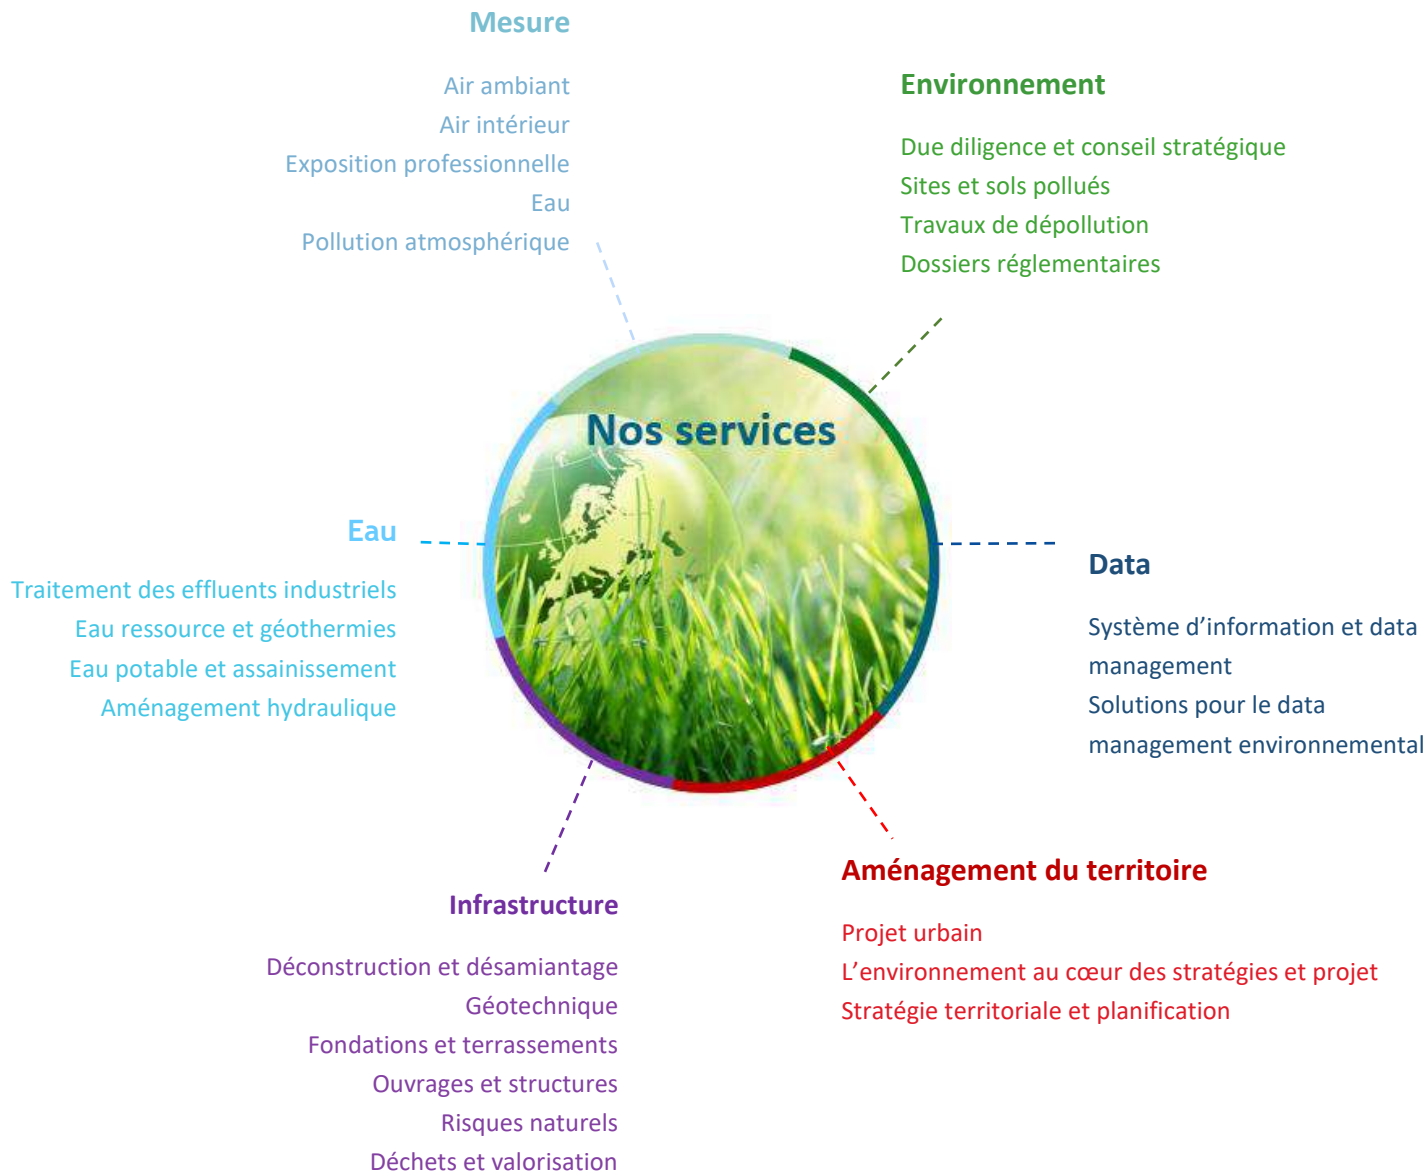 Mesure
Air ambiant
Air intérieur
Exposition professionnelle
Eau
Pollution atmosphérique
Environnement
Due diligence et conseil stratégique
Sites et sols pollués
Travaux de dépollution
Dossiers réglementaires
Nos services
Eau
Traitement des effluents industriels
Eau ressource et géothermies
Eau potable et assainissement
Aménagement hydraulique
Data
Système d’information et data
management
Solutions pour le data
management environnemental
Infrastructure
Déconstruction et désamiantage
Géotechnique
Fondations et terrassements
Ouvrages et structures
Risques naturels
Déchets et valorisation
Aménagement du territoire
Projet urbain
L’environnement au cœur des stratégies et projet
Stratégie territoriale et planification